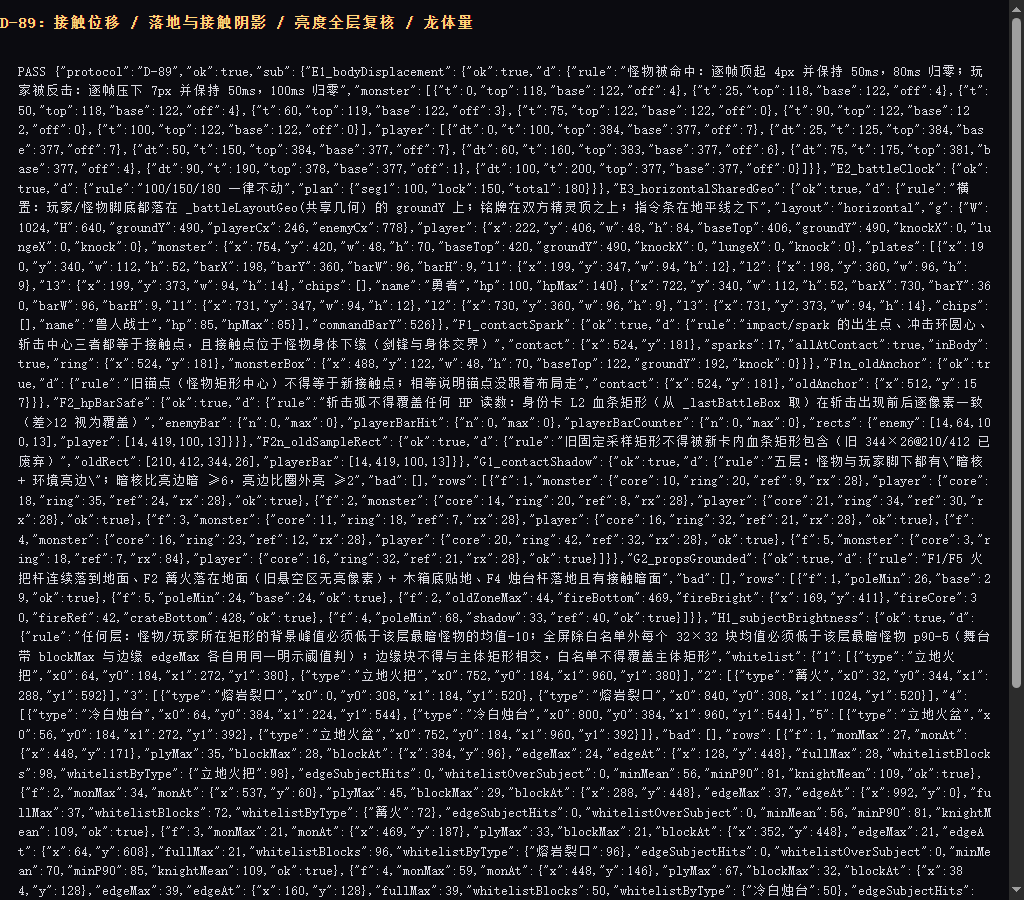 D-89: 接触位移 / 落地与接触阴影 / 亮度全层复核 / 龙体量
PASS {"protocol":"D-89","ok":true,"sub":{"E1_bodyDisplacement":{"ok":true,"d":{"rule":"怪物被命中：逐帧顶起 4px 并保持 50ms，80ms 归零；玩
家被反击：逐帧压下 7px 并保持 50ms，100ms 归零","monster":[{"t":0,"top":118,"base":122,"off":4},{"t":25,"top":118,"base":122,"off":4},{"t":
50,"top":118,"base":122,"off":4},{"t":60,"top":119,"base":122,"off":3},{"t":75,"top":122,"base":122,"off":0},{"t":90,"top":122,"base":12
2,"off":0},{"t":100,"top":122,"base":122,"off":0}],"player":[{"dt":0,"t":100,"top":384,"base":377,"off":7},{"dt":25,"t":125,"top":384,"bas
e":377,"off":7},{"dt":50,"t":150,"top":384,"base":377,"off":7},{"dt":60,"t":160,"top":383,"base":377,"off":6},{"dt":75,"t":175,"top":381,"b
ase":377,"off":4},{"dt":90,"t":190,"top":378,"base":377,"off":1},{"dt":100,"t":200,"top":377,"base":377,"off":0}]}},"E2_battleClock":{"ok":
true,"d":{"rule":"100/150/180 一律不动","plan":{"seg1":100,"lock":150,"total":180}}},"E3_horizontalSharedGeo":{"ok":true,"d":{"rule":"横
置：玩家/怪物脚底都落在 _battleLayoutGeo(共享几何) 的 groundY 上；铭牌在双方精灵顶之上；指令条在地平线之下","layout":"horizontal","g":{"W":
1024,"H":640,"groundY":490,"playerCx":246,"enemyCx":778},"player":{"x":222,"y":406,"w":48,"h":84,"baseTop":406,"groundY":490,"knockX":0,"lu
ngeX":0,"knock":0},"monster":{"x":754,"y":420,"w":48,"h":70,"baseTop":420,"groundY":490,"knockX":0,"lungeX":0,"knock":0},"plates":[{"x":19
0,"y":340,"w":112,"h":52,"barX":198,"barY":360,"barW":96,"barH":9,"l1":{"x":199,"y":347,"w":94,"h":12},"l2":{"x":198,"y":360,"w":96,"h":
9},"l3":{"x":199,"y":373,"w":94,"h":14},"chips":[],"name":"勇者","hp":100,"hpMax":140},{"x":722,"y":340,"w":112,"h":52,"barX":730,"barY":36
0,"barW":96,"barH":9,"l1":{"x":731,"y":347,"w":94,"h":12},"l2":{"x":730,"y":360,"w":96,"h":9},"l3":{"x":731,"y":373,"w":94,"h":14},"chips":
[],"name":"兽人战士","hp":85,"hpMax":85}],"commandBarY":526}},"F1_contactSpark":{"ok":true,"d":{"rule":"impact/spark 的出生点、冲击环圆心、
斩击中心三者都等于接触点，且接触点位于怪物身体下缘（剑锋与身体交界）","contact":{"x":524,"y":181},"sparks":17,"allAtContact":true,"inBody":
true,"ring":{"x":524,"y":181},"monsterBox":{"x":488,"y":122,"w":48,"h":70,"baseTop":122,"groundY":192,"knock":0}}},"F1n_oldAnchor":{"ok":tr
ue,"d":{"rule":"旧锚点（怪物矩形中心）不得等于新接触点；相等说明锚点没跟着布局走","contact":{"x":524,"y":181},"oldAnchor":{"x":512,"y":15
7}}},"F2_hpBarSafe":{"ok":true,"d":{"rule":"斩击弧不得覆盖任何 HP 读数：身份卡 L2 血条矩形（从 _lastBattleBox 取）在斩击出现前后逐像素一致
（差>12 视为覆盖）","enemyBar":{"n":0,"max":0},"playerBarHit":{"n":0,"max":0},"playerBarCounter":{"n":0,"max":0},"rects":{"enemy":[14,64,10
0,13],"player":[14,419,100,13]}}},"F2n_oldSampleRect":{"ok":true,"d":{"rule":"旧固定采样矩形不得被新卡内血条矩形包含（旧 344×26@210/412 已
废弃）","oldRect":[210,412,344,26],"playerBar":[14,419,100,13]}},"G1_contactShadow":{"ok":true,"d":{"rule":"五层：怪物与玩家脚下都有\"暗核
+ 环境亮边\"；暗核比亮边暗 ≥6，亮边比圈外亮 ≥2","bad":[],"rows":[{"f":1,"monster":{"core":10,"ring":20,"ref":9,"rx":28},"player":{"core":
18,"ring":35,"ref":24,"rx":28},"ok":true},{"f":2,"monster":{"core":14,"ring":20,"ref":8,"rx":28},"player":{"core":21,"ring":34,"ref":30,"r
x":28},"ok":true},{"f":3,"monster":{"core":11,"ring":18,"ref":7,"rx":28},"player":{"core":16,"ring":32,"ref":21,"rx":28},"ok":true},{"f":
4,"monster":{"core":16,"ring":23,"ref":12,"rx":28},"player":{"core":20,"ring":42,"ref":32,"rx":28},"ok":true},{"f":5,"monster":{"core":3,"r
ing":18,"ref":7,"rx":84},"player":{"core":16,"ring":32,"ref":21,"rx":28},"ok":true}]}},"G2_propsGrounded":{"ok":true,"d":{"rule":"F1/F5 火
把杆连续落到地面、F2 篝火落在地面（旧悬空区无亮像素）+ 木箱底贴地、F4 烛台杆落地且有接触暗面","bad":[],"rows":[{"f":1,"poleMin":26,"base":2
9,"ok":true},{"f":5,"poleMin":24,"base":24,"ok":true},{"f":2,"oldZoneMax":44,"fireBottom":469,"fireBright":{"x":169,"y":411},"fireCore":3
0,"fireRef":42,"crateBottom":428,"ok":true},{"f":4,"poleMin":68,"shadow":33,"ref":40,"ok":true}]}},"H1_subjectBrightness":{"ok":true,"d":
{"rule":"任何层：怪物/玩家所在矩形的背景峰值必须低于该层最暗怪物的均值-10；全屏除白名单外每个 32×32 块均值必须低于该层最暗怪物 p90-5（舞台
带 blockMax 与边缘 edgeMax 各自用同一明示阈值判）；边缘块不得与主体矩形相交，白名单不得覆盖主体矩形","whitelist":{"1":[{"type":"立地火
把","x0":64,"y0":184,"x1":272,"y1":380},{"type":"立地火把","x0":752,"y0":184,"x1":960,"y1":380}],"2":[{"type":"篝火","x0":32,"y0":344,"x1":
288,"y1":592}],"3":[{"type":"熔岩裂口","x0":0,"y0":308,"x1":184,"y1":520},{"type":"熔岩裂口","x0":840,"y0":308,"x1":1024,"y1":520}],"4":
[{"type":"冷白烛台","x0":64,"y0":384,"x1":224,"y1":544},{"type":"冷白烛台","x0":800,"y0":384,"x1":960,"y1":544}],"5":[{"type":"立地火盆","x
0":56,"y0":184,"x1":272,"y1":392},{"type":"立地火盆","x0":752,"y0":184,"x1":960,"y1":392}]},"bad":[],"rows":[{"f":1,"monMax":27,"monAt":
{"x":448,"y":171},"plyMax":35,"blockMax":28,"blockAt":{"x":384,"y":96},"edgeMax":24,"edgeAt":{"x":128,"y":448},"fullMax":28,"whitelistBlock
s":98,"whitelistByType":{"立地火把":98},"edgeSubjectHits":0,"whitelistOverSubject":0,"minMean":56,"minP90":81,"knightMean":109,"ok":true},
{"f":2,"monMax":34,"monAt":{"x":537,"y":60},"plyMax":45,"blockMax":29,"blockAt":{"x":288,"y":448},"edgeMax":37,"edgeAt":{"x":992,"y":0},"fu
llMax":37,"whitelistBlocks":72,"whitelistByType":{"篝火":72},"edgeSubjectHits":0,"whitelistOverSubject":0,"minMean":56,"minP90":81,"knightM
ean":109,"ok":true},{"f":3,"monMax":21,"monAt":{"x":469,"y":187},"plyMax":33,"blockMax":21,"blockAt":{"x":352,"y":448},"edgeMax":21,"edgeA
t":{"x":64,"y":608},"fullMax":21,"whitelistBlocks":96,"whitelistByType":{"熔岩裂口":96},"edgeSubjectHits":0,"whitelistOverSubject":0,"minMe
an":70,"minP90":85,"knightMean":109,"ok":true},{"f":4,"monMax":59,"monAt":{"x":448,"y":146},"plyMax":67,"blockMax":32,"blockAt":{"x":38
4,"y":128},"edgeMax":39,"edgeAt":{"x":160,"y":128},"fullMax":39,"whitelistBlocks":50,"whitelistByType":{"冷白烛台":50},"edgeSubjectHits":